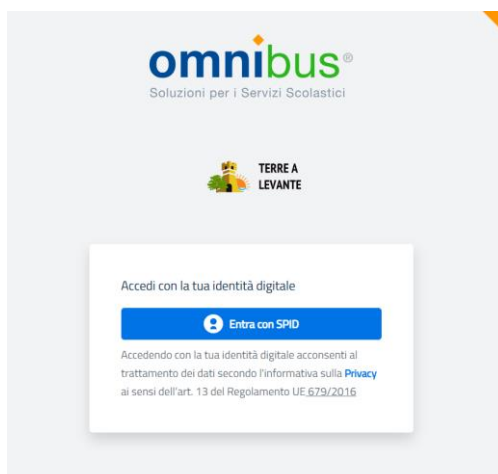 omnibus®
Soluzioni per i Servizi Scolastici
TERRE A
LEVANTE
Accedi con la tua identità digitale
Entra con SPID
Accedendo con la tua identità digitale acconsenti al
trattamento dei dati secondo l'informativa sulla Privacy
ai sensi dell'art. 13 del Regolamento UE 679/2016